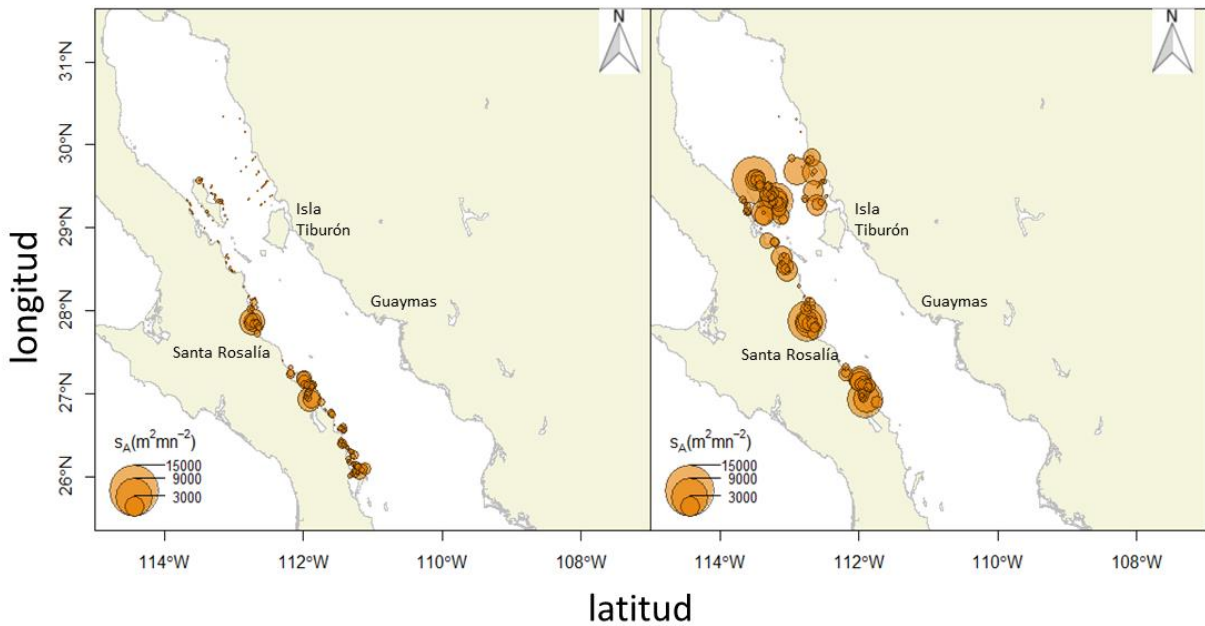 N
N
31°N
30°N
29°N
28°N
27°N
26°N
longitud
Isla
Tiburón
Guaymas
Santa Rosalía
sA(m²mn⁻²)
15000
9000
3000
Isla
Tiburón
Guaymas
Santa Rosalía
sA(m²mn⁻²)
15000
9000
3000
114°W 112°W 110°W 108°W 114°W 112°W 110°W 108°W
latitud